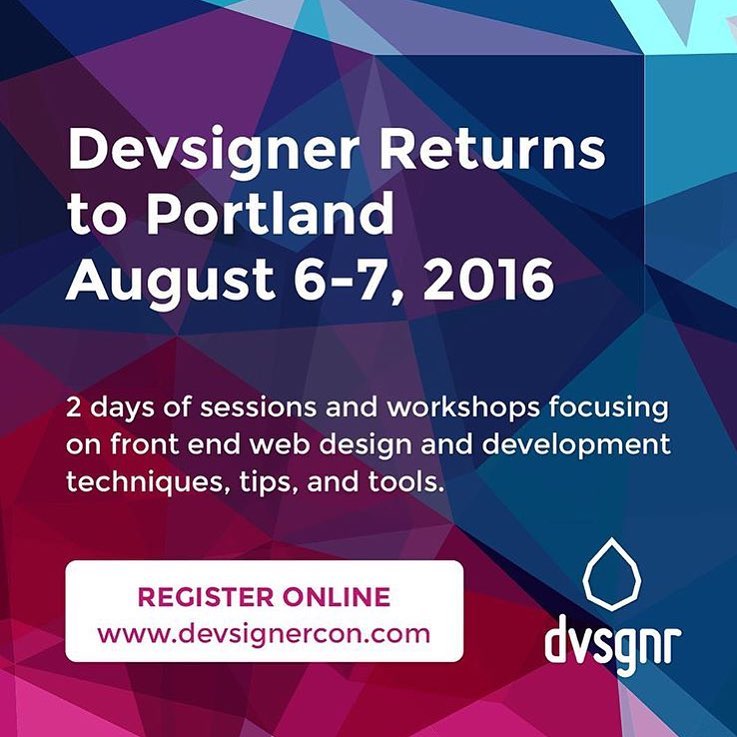 Devsigner Returns
to Portland
August 6-7, 2016
2 days of sessions and workshops focusing
on front end web design and development
techniques, tips, and tools.
REGISTER ONLINE
www.devsignercon.com
dvsgnr